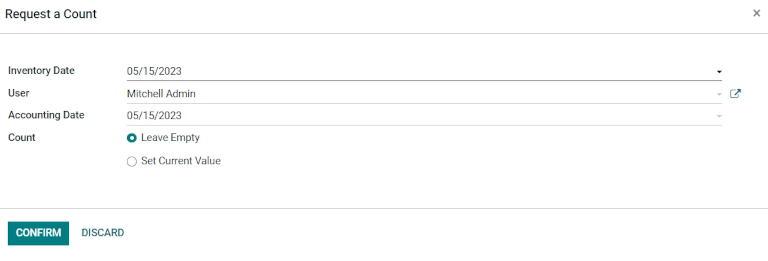 Request a Count ×
Inventory Date 05/15/2023
User Mitchell Admin
Accounting Date 05/15/2023
Count Leave Empty
Set Current Value
CONFIRM DISCARD